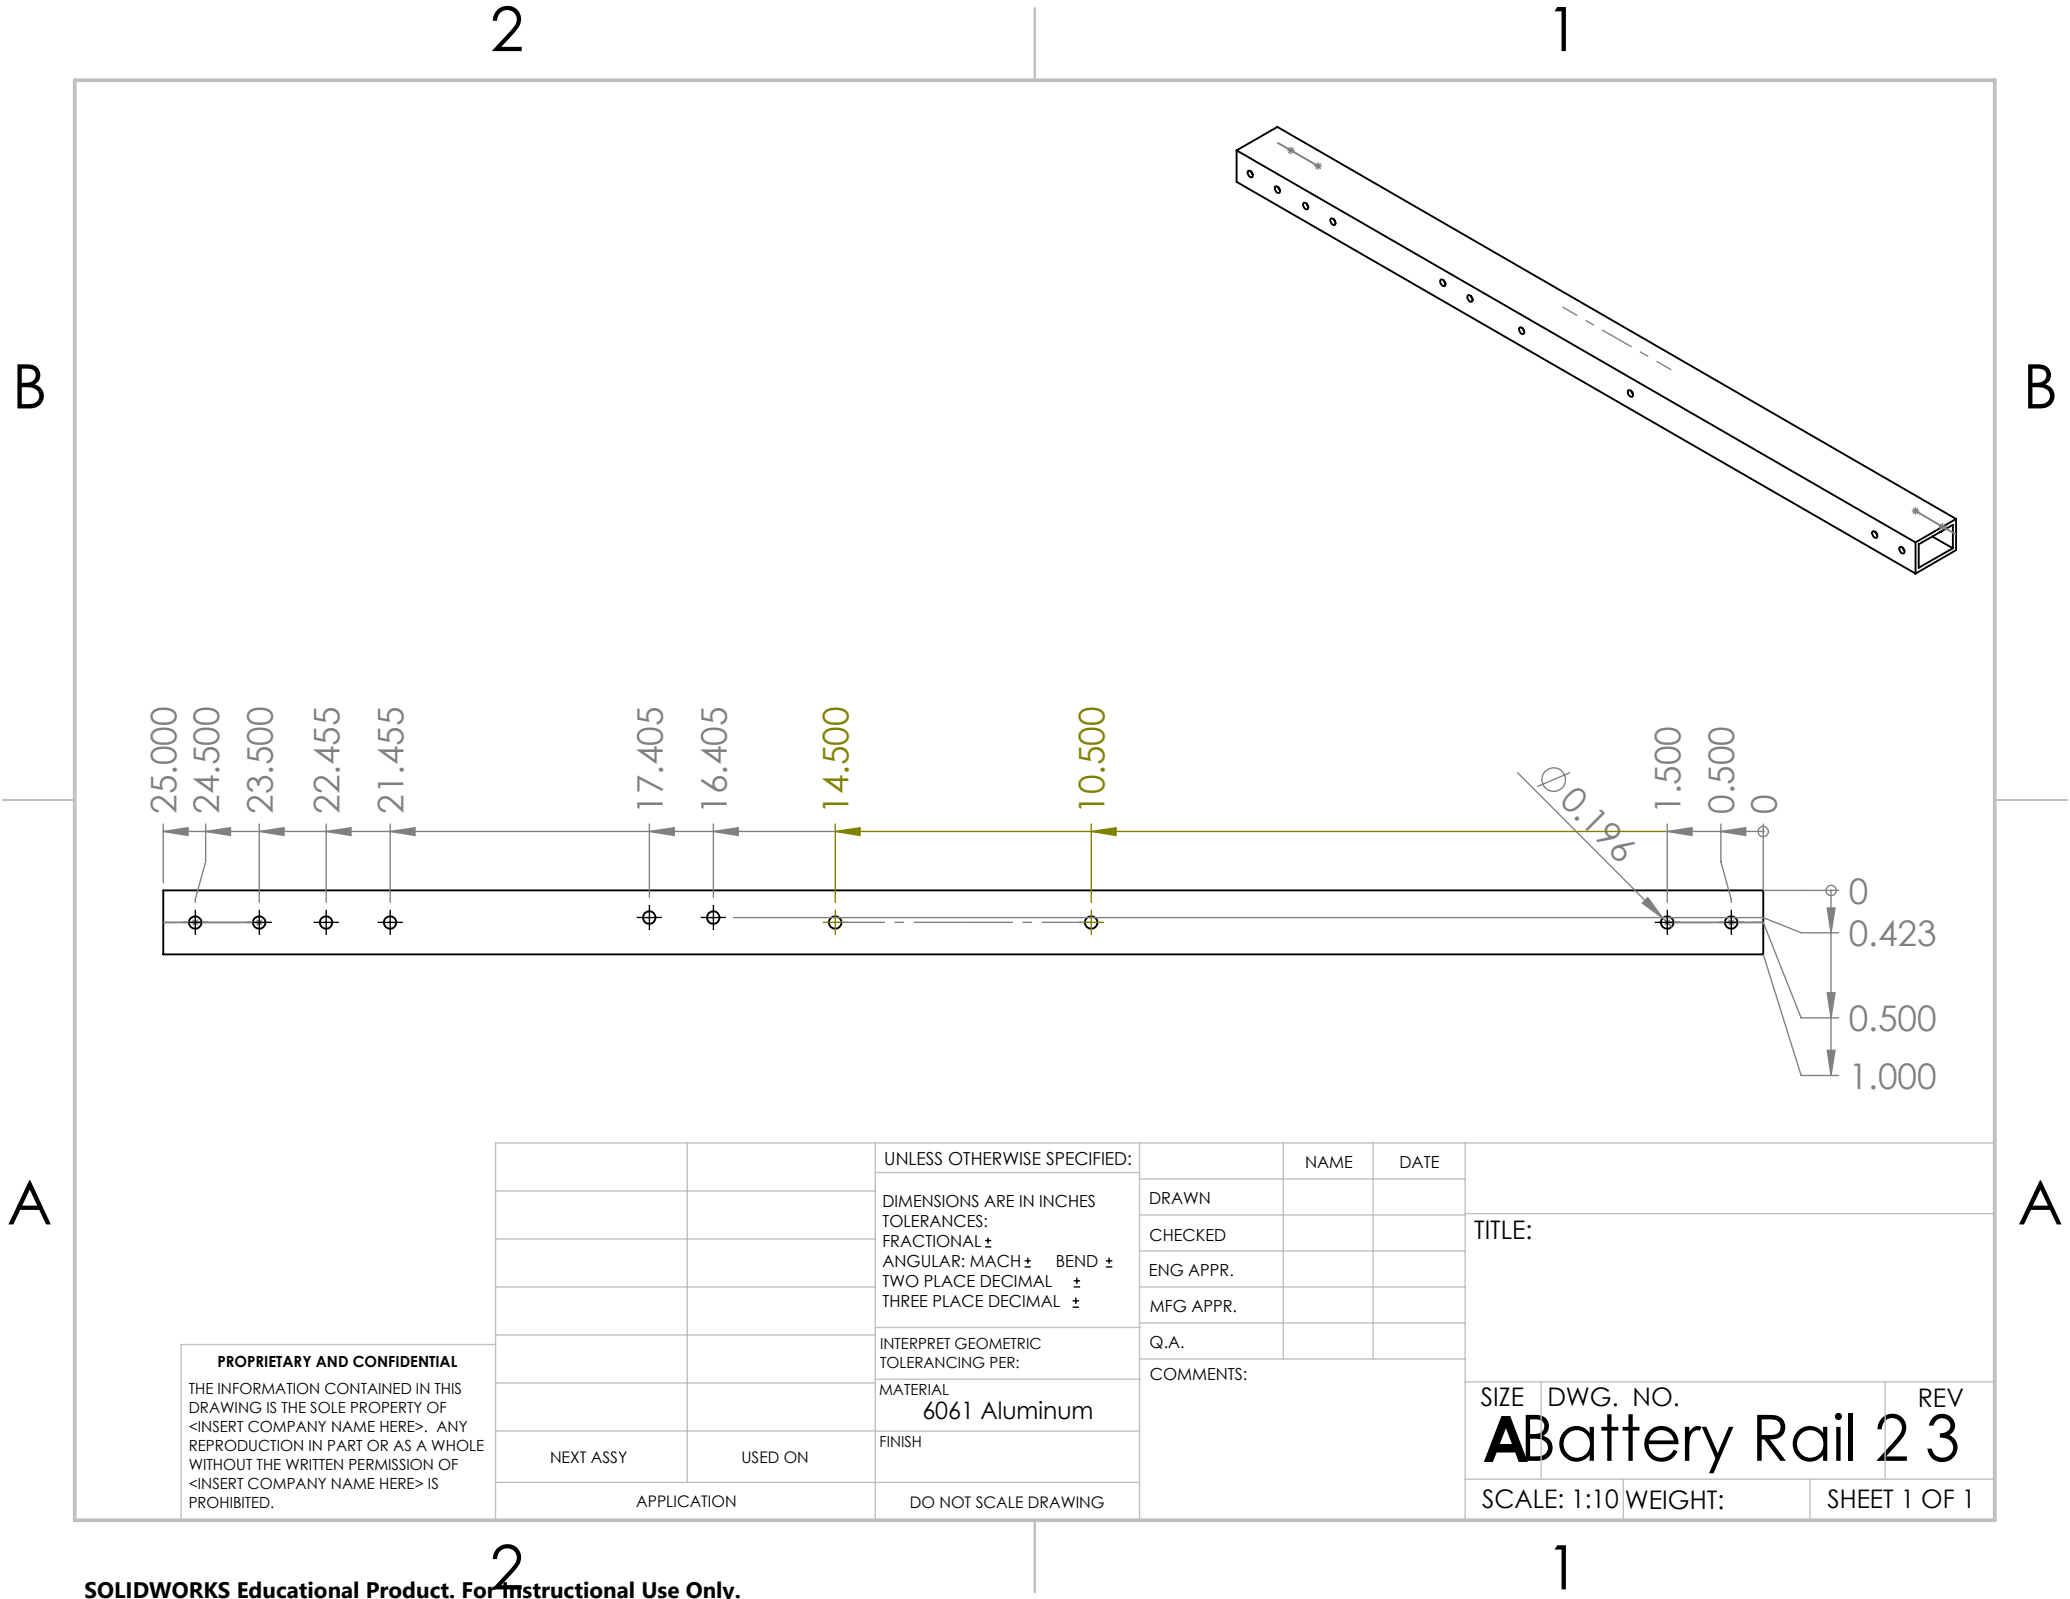 2
1
B
B
25.000
24.500
23.500
22.455
21.455
17.405
16.405
14.500
10.500
1.500
0.500
0
∅0.196
0
0.423
0.500
1.000
A
A
UNLESS OTHERWISE SPECIFIED:
DIMENSIONS ARE IN INCHES
TOLERANCES:
FRACTIONAL ±
ANGULAR: MACH ± BEND ±
TWO PLACE DECIMAL ±
THREE PLACE DECIMAL ±
INTERPRET GEOMETRIC
TOLERANCING PER:
MATERIAL
6061 Aluminum
FINISH
DO NOT SCALE DRAWING
NAME DATE
DRAWN
CHECKED
ENG APPR.
MFG APPR.
Q.A.
COMMENTS:
TITLE:
SIZE DWG. NO. REV
A Battery Rail 2 3
SCALE: 1:10 WEIGHT: SHEET 1 OF 1
PROPRIETARY AND CONFIDENTIAL
THE INFORMATION CONTAINED IN THIS
DRAWING IS THE SOLE PROPERTY OF
<INSERT COMPANY NAME HERE>. ANY
REPRODUCTION IN PART OR AS A WHOLE
WITHOUT THE WRITTEN PERMISSION OF
<INSERT COMPANY NAME HERE> IS
PROHIBITED.
NEXT ASSY USED ON
APPLICATION
2
1
SOLIDWORKS Educational Product. For Instructional Use Only.